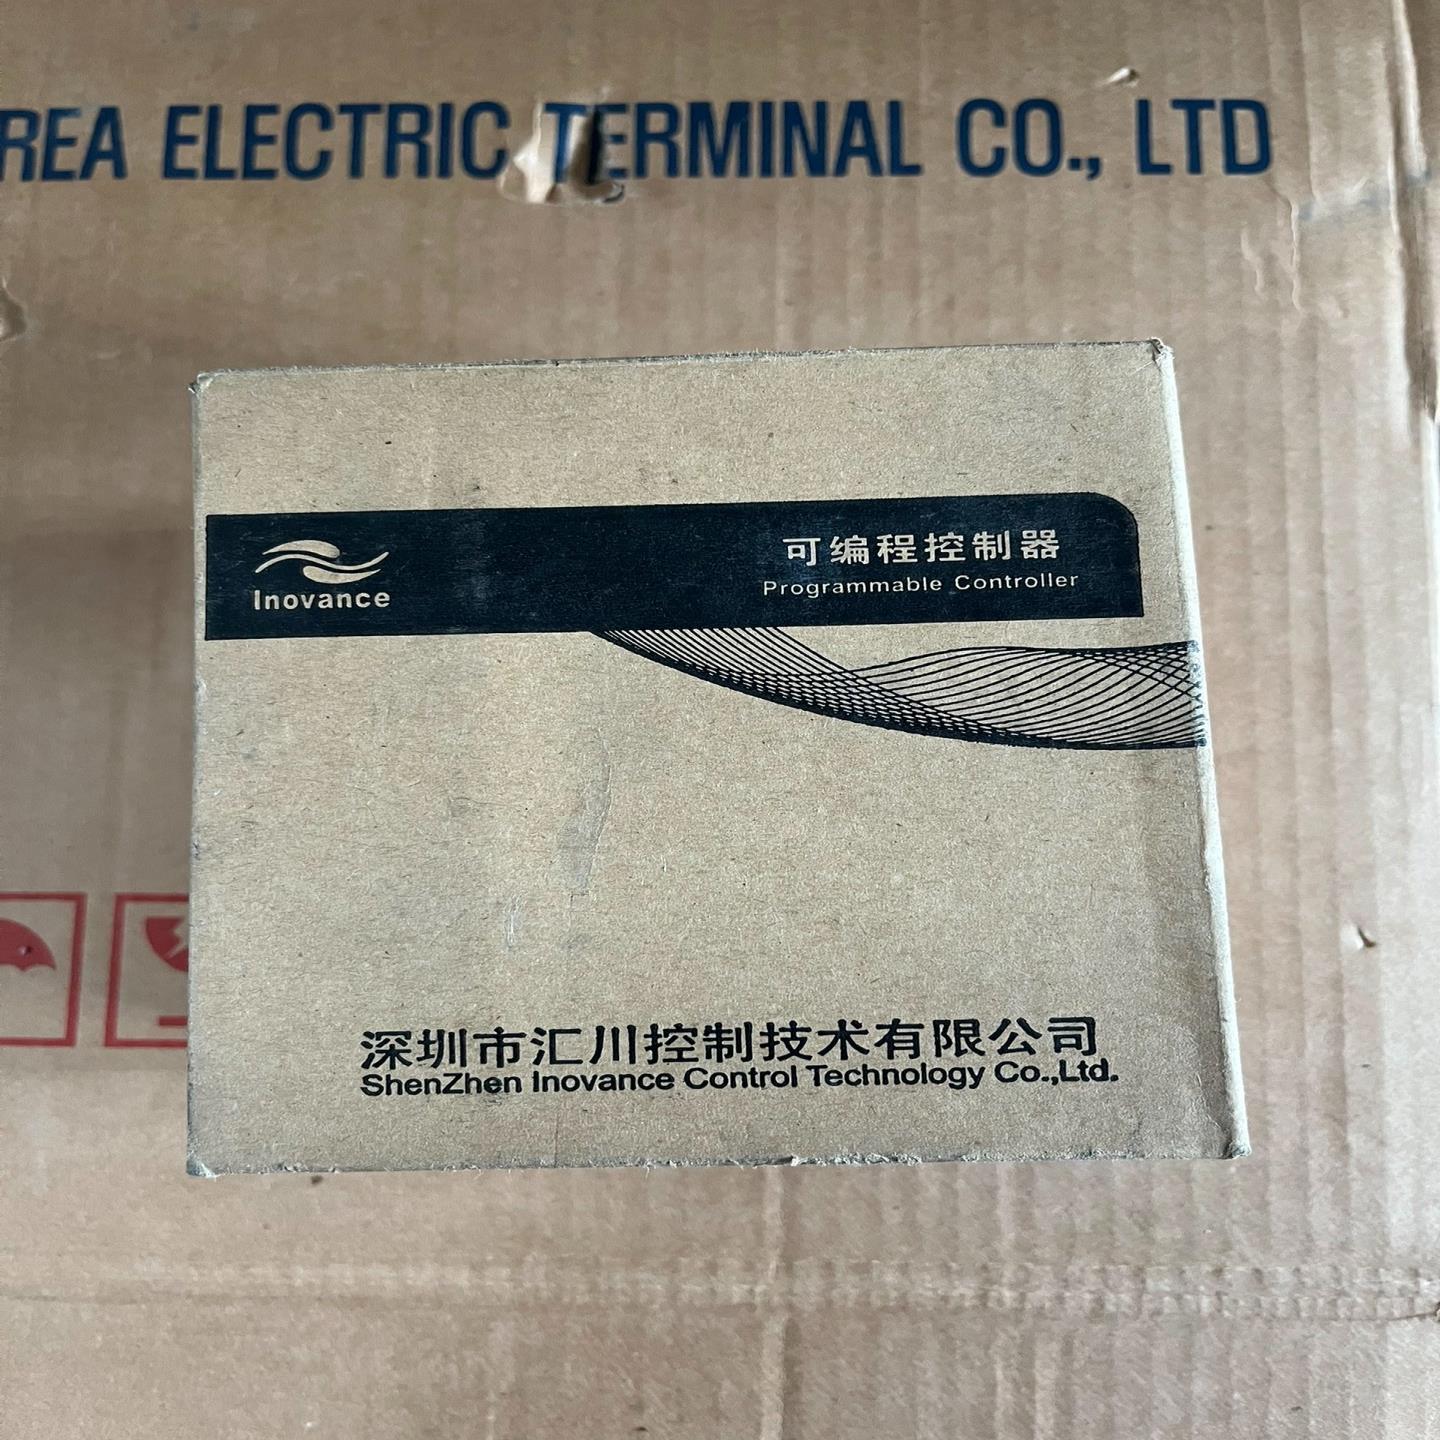 REA ELECTRIC TERMINAL CO., LTD
可编程控制器
Programmable Controller
Inovance
深圳市汇川控制技术有限公司
ShenZhen Inovance Control Technology Co.,Ltd.